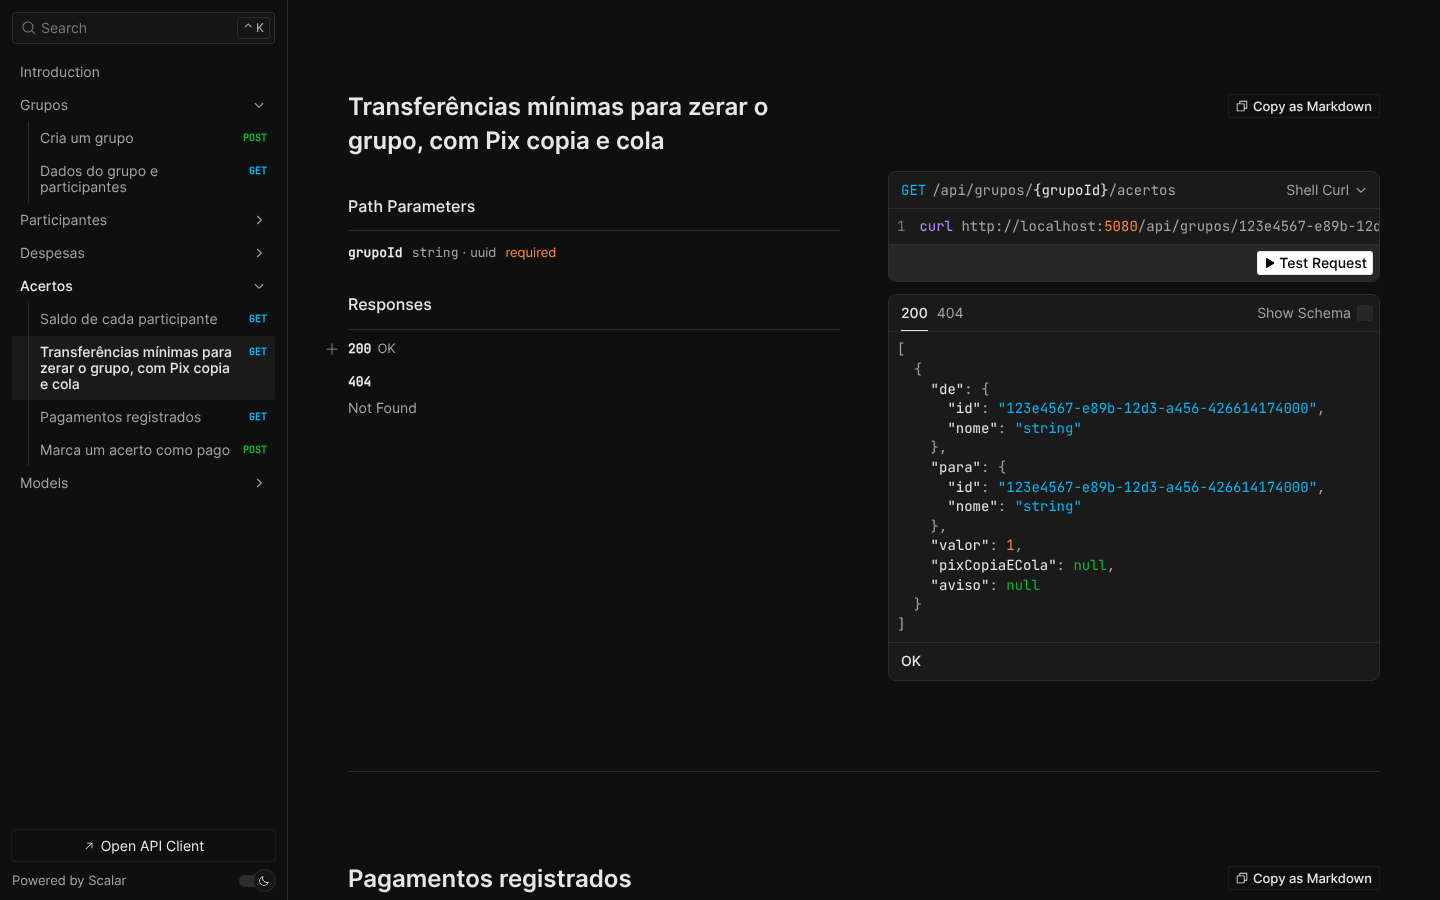 Search
^ K
Introduction
Grupos
Cria um grupo POST
Dados do grupo e GET
participantes
Participantes
Despesas
Acertos
Saldo de cada participante GET
Transferências mínimas para GET
zerar o grupo, com Pix copia
e cola
Pagamentos registrados GET
Marca um acerto como pago POST
Models
Open API Client
Powered by Scalar
Transferências mínimas para zerar o
grupo, com Pix copia e cola
Copy as Markdown
Path Parameters
grupoId string · uuid required
Responses
200 OK
404
Not Found
GET /api/grupos/{grupoId}/acertos Shell Curl
1 curl http://localhost:5080/api/grupos/123e4567-e89b-12d
Test Request
200 404 Show Schema
[
{
"de": {
"id": "123e4567-e89b-12d3-a456-426614174000",
"nome": "string"
},
"para": {
"id": "123e4567-e89b-12d3-a456-426614174000",
"nome": "string"
},
"valor": 1,
"pixCopiaECola": null,
"aviso": null
}
]
OK
Pagamentos registrados
Copy as Markdown